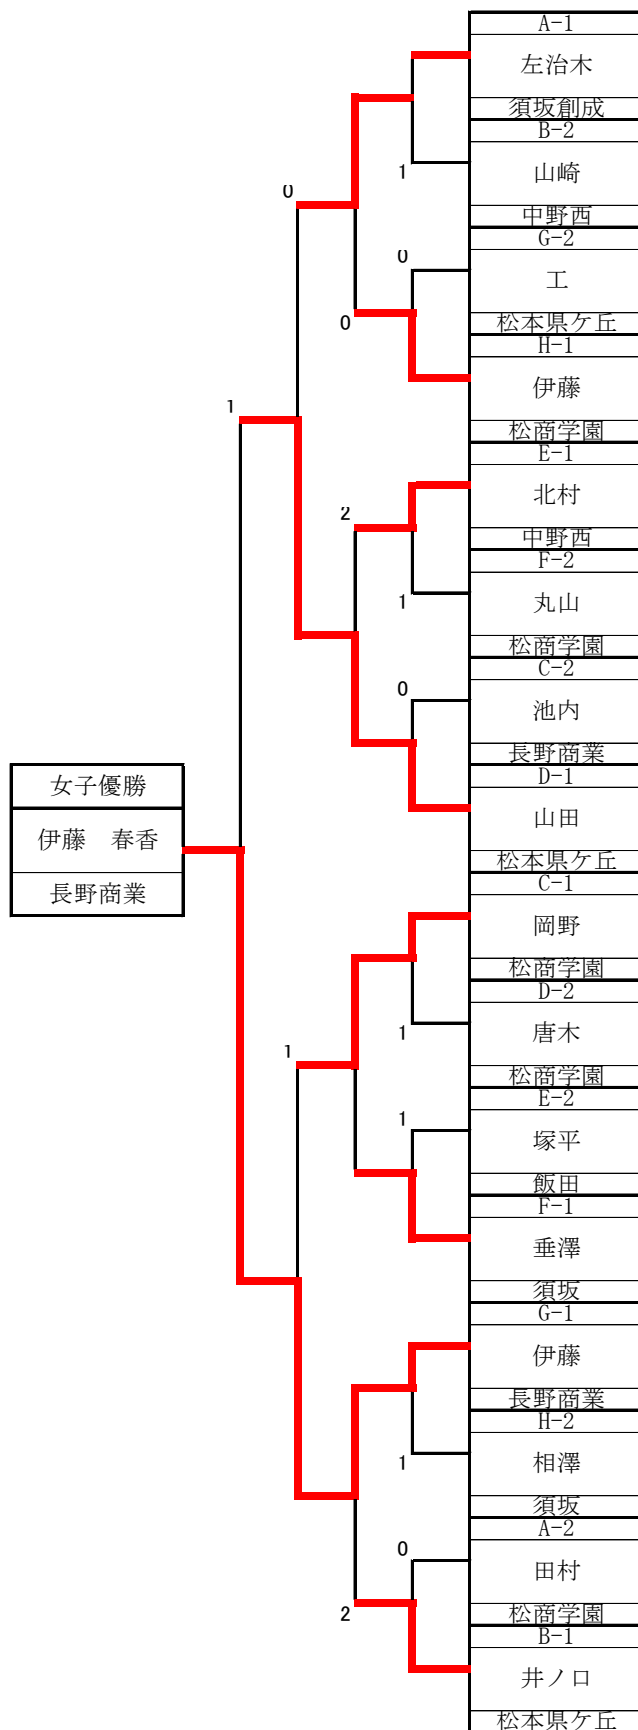 A-1
左治木
須坂創成
B-2
山崎
1
0
中野西
G-2
0
工
松本県ケ丘
0
H-1
伊藤
1
松商学園
E-1
北村
2
中野西
F-2
丸山
1
松商学園
C-2
0
池内
長野商業
D-1
山田
松本県ケ丘
女子優勝
伊藤 春香
長野商業
C-1
岡野
松商学園
D-2
唐木
1
1
松商学園
E-2
1
塚平
飯田
F-1
垂澤
須坂
G-1
伊藤
長野商業
H-2
相澤
1
須坂
A-2
0
田村
松商学園
2
B-1
井ノ口
松本県ケ丘